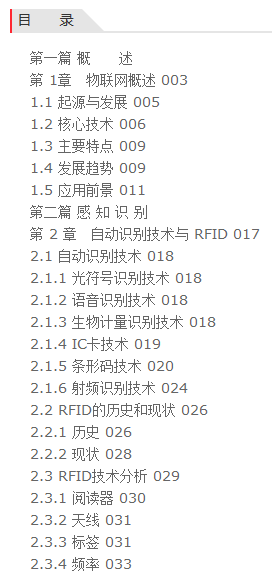 目　　录
第一篇 概　　述
第 1章　物联网概述 003
1.1 起源与发展 005
1.2 核心技术 006
1.3 主要特点 009
1.4 发展趋势 009
1.5 应用前景 011
第二篇 感 知 识 别
第 2 章　自动识别技术与 RFID 017
2.1 自动识别技术 018
2.1.1 光符号识别技术 018
2.1.2 语音识别技术 018
2.1.3 生物计量识别技术 018
2.1.4 IC卡技术 019
2.1.5 条形码技术 020
2.1.6 射频识别技术 024
2.2 RFID的历史和现状 026
2.2.1 历史 026
2.2.2 现状 028
2.3 RFID技术分析 029
2.3.1 阅读器 030
2.3.2 天线 031
2.3.3 标签 031
2.3.4 频率 033